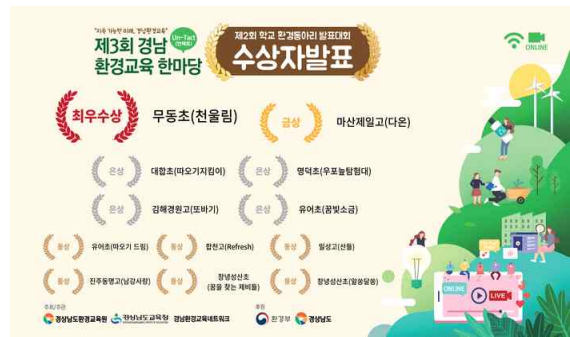 "지속 가능한 미래, 경남환경교육"
제3회 경남
Un-Tact
(언택트)
환경교육 한마당
제2회 학교 환경동아리 발표대회
수상자발표
ONLINE
최우수상 무동초(천울림)
금상 마산제일고(다온)
은상 대합초(따오기지킴이)
은상 명덕초(우포늪탐험대)
은상 김해경원고(또바기)
은상 유어초(꿈빛소금)
동상 유어초(따오기 드림)
동상 합천고(Refresh)
동상 일성고(산들)
동상 진주동명고(남강사랑)
동상 창녕성산초
(꿈을 찾는 제비들)
동상 창녕성산초(알쏭달쏭)
주최/주관
경상남도환경교육원
경상남도교육청
경남환경교육네트워크
후원
환경부
경상남도
ONLINE
LIVE